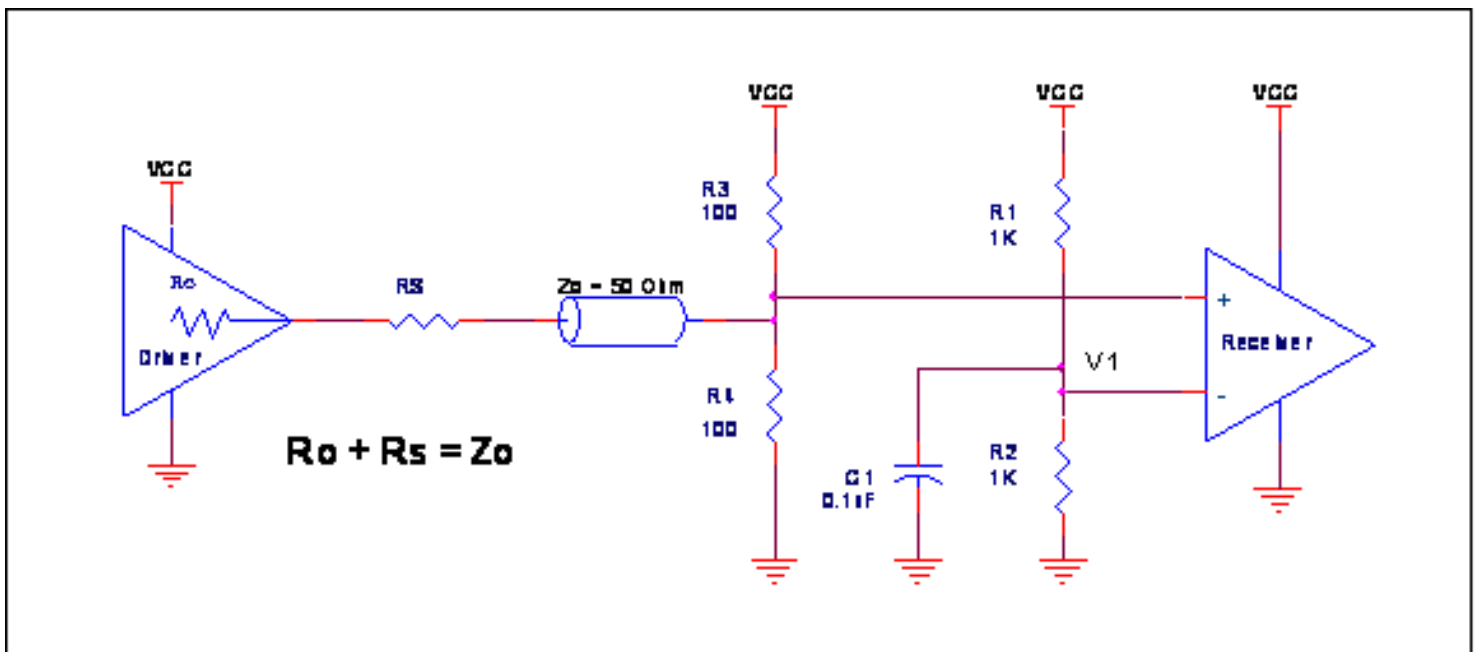 VCC
VCC
VCC
VCC
R3
100
R1
1K
Ro
RS
Zo = 50 Ohm
+
Driver
Receiver
V1
-
R4
100
Ro + Rs = Zo
R2
1K
C1
0.1uF